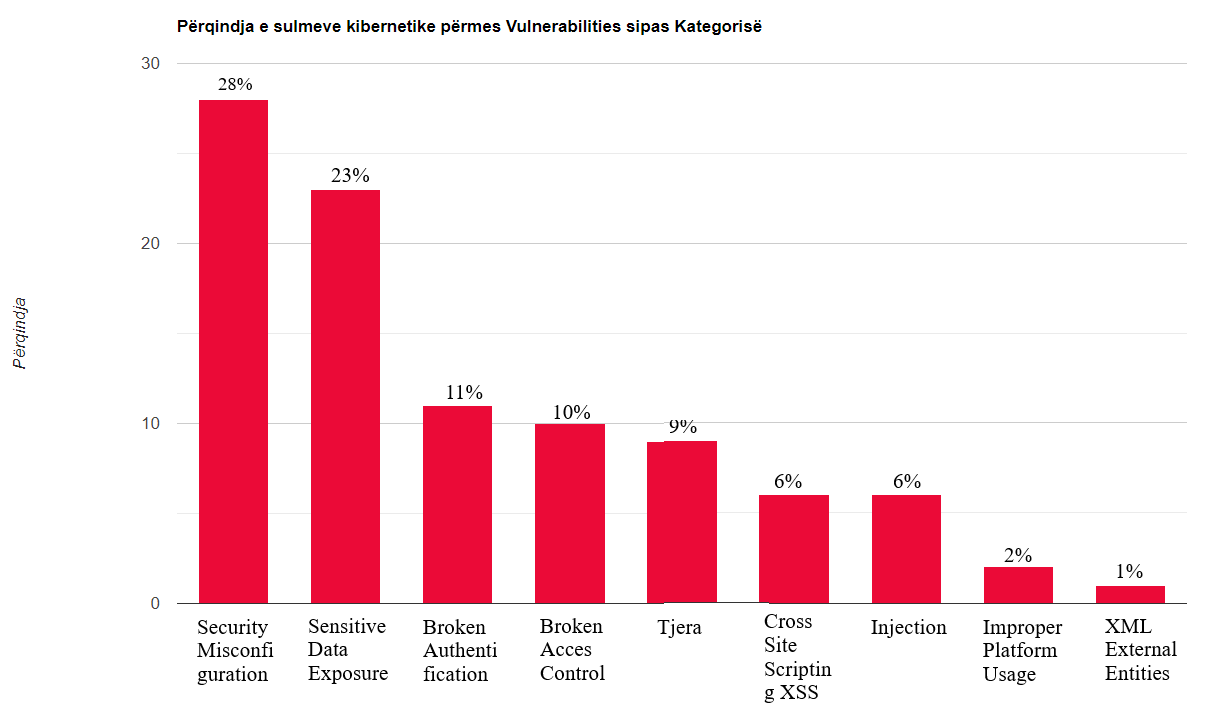 Përqindja e sulmeve kibernetike përmes Vulnerabilities sipas Kategorisë
30
20
10
0
Përqindja
28%
23%
11%
10%
9%
6%
6%
2%
1%
Security
Misconfi
guration
Sensitive
Data
Exposure
Broken
Authenti
fication
Broken
Acces
Control
Tjera
Cross
Site
Scriptin
g XSS
Injection
Improper
Platform
Usage
XML
External
Entities